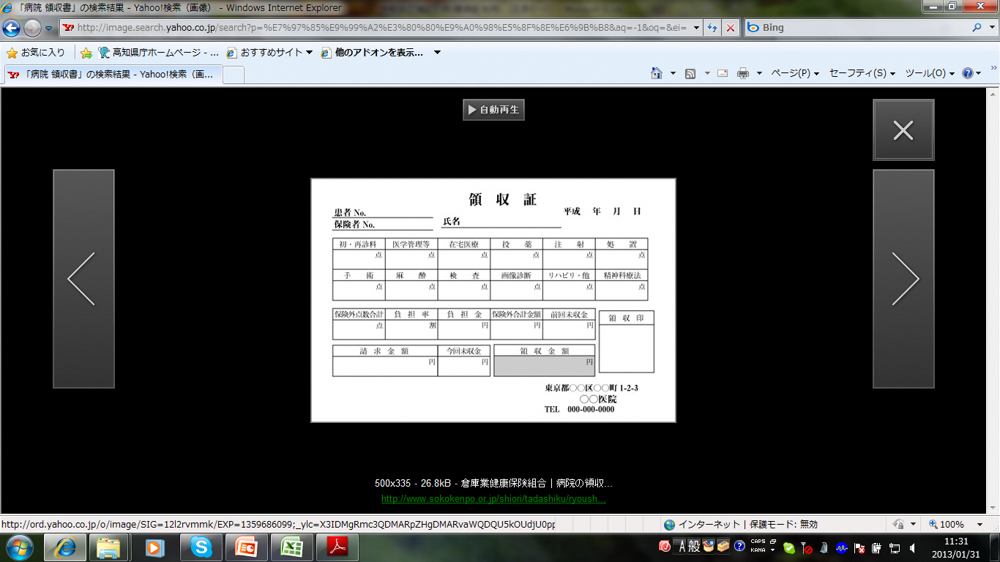 「病院 領収書」の検索結果 - Yahoo!検索（画像） - Windows Internet Explorer
http://image.search.yahoo.co.jp/search?p=%E7%97%85%E9%99%A2%E3%80%80%E9%A0%98%E5%8F%8E%E6%9B%B8&aq=-1&oq=&ei=
Bing
お気に入り
高知県庁ホームページ - ...
おすすめサイト
他のアドオンを表示...
「病院 領収書」の検索結果 - Yahoo!検索（画...
ページ(P)
セーフティ(S)
ツール(O)
自動再生
領収証
患者 No.
保険者 No.
氏名
平成 年 月 日
初・再診料 医学管理等 在宅医療 投薬 注射 処置
点 点 点 点 点 点
手術 麻酔 検査 画像診断 リハビリ・他 精神科療法
点 点 点 点 点 点
保険外点数合計 負担率 負担金 保険外合計金額 前回未収金 領収印
点 割 円 円 円
請求金額 今回未収金 領収金額
円 円 円
東京都〇〇区〇〇町 1-2-3
〇〇医院
TEL 000-000-0000
500x335 - 26.8kB - 倉庫業健康保険組合｜病院の領収...
http://www.sokokenpo.or.jp/shiori/tadashiku/ryoush...
http://ord.yahoo.co.jp/o/image/SIG=12l2rvmmk/EXP=1359686099;_ylc=X3IDMgRmc3QDMARpZHgDMARvaWQDQU5kOUdjU0pp
インターネット | 保護モード: 無効
100%
A 般
CAPS
KANA
11:31
2013/01/31